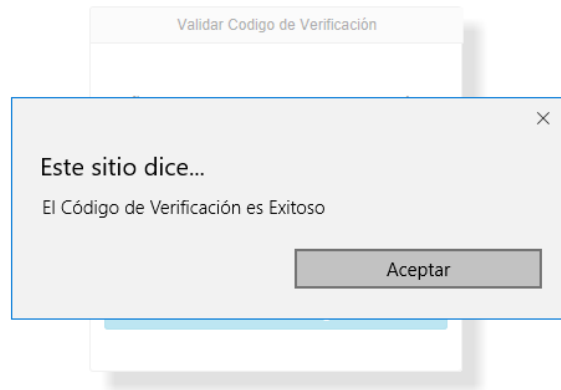 Validar Codigo de Verificación
Este sitio dice...
El Código de Verificación es Exitoso
Aceptar